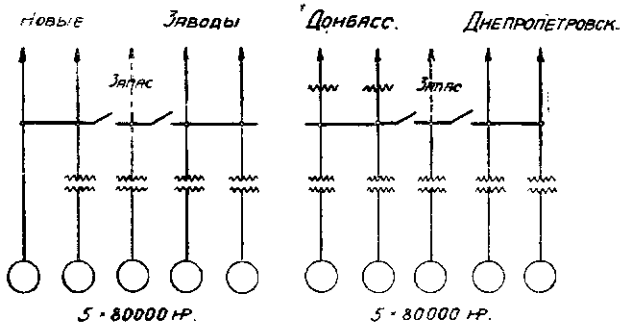 Новые Заводы Донбасс. Днепропетровск.
Запас Запас
5 · 80000 HP. 5 · 80000 HP.